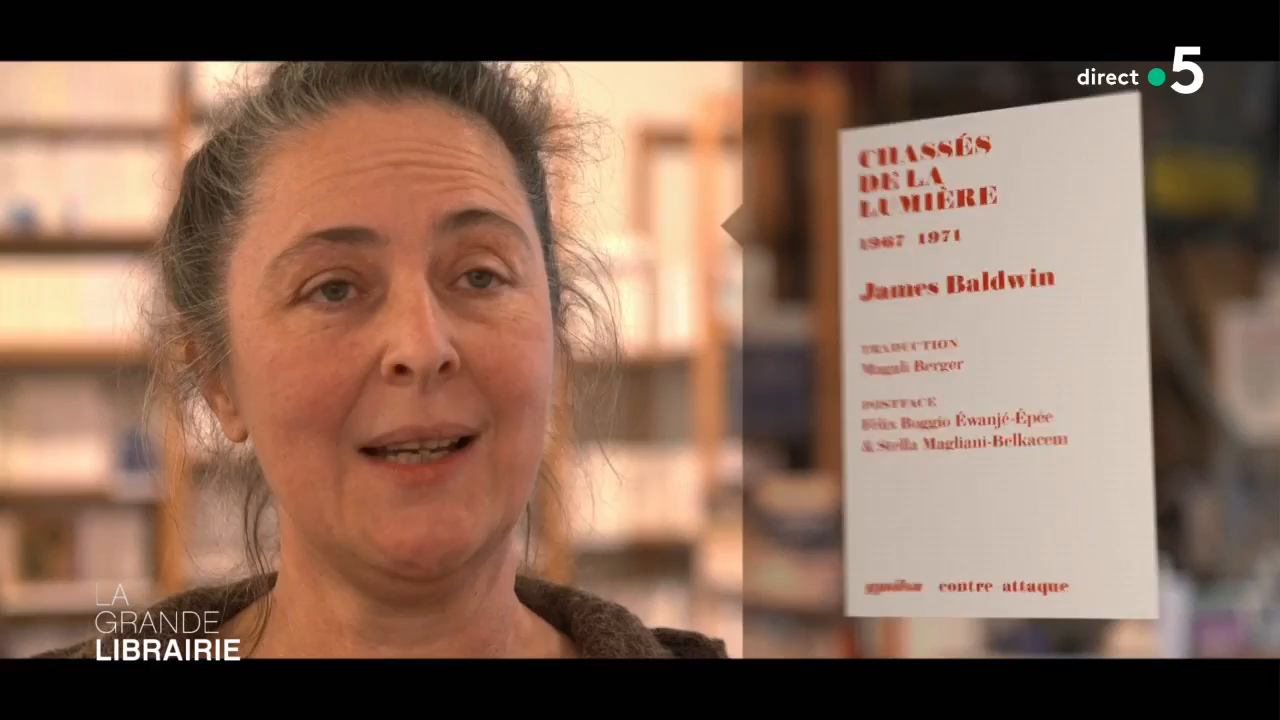 direct 5
CHASSÉS
DE LA
LUMIÈRE
1967 1971
James Baldwin
TRADUCTION
Magali Berger
POSTFACE
Félix Boggio Éwanjé-Épée
& Stella Magliani-Belkacem
ypsilon contre attaque
LA
GRANDE
LIBRAIRIE